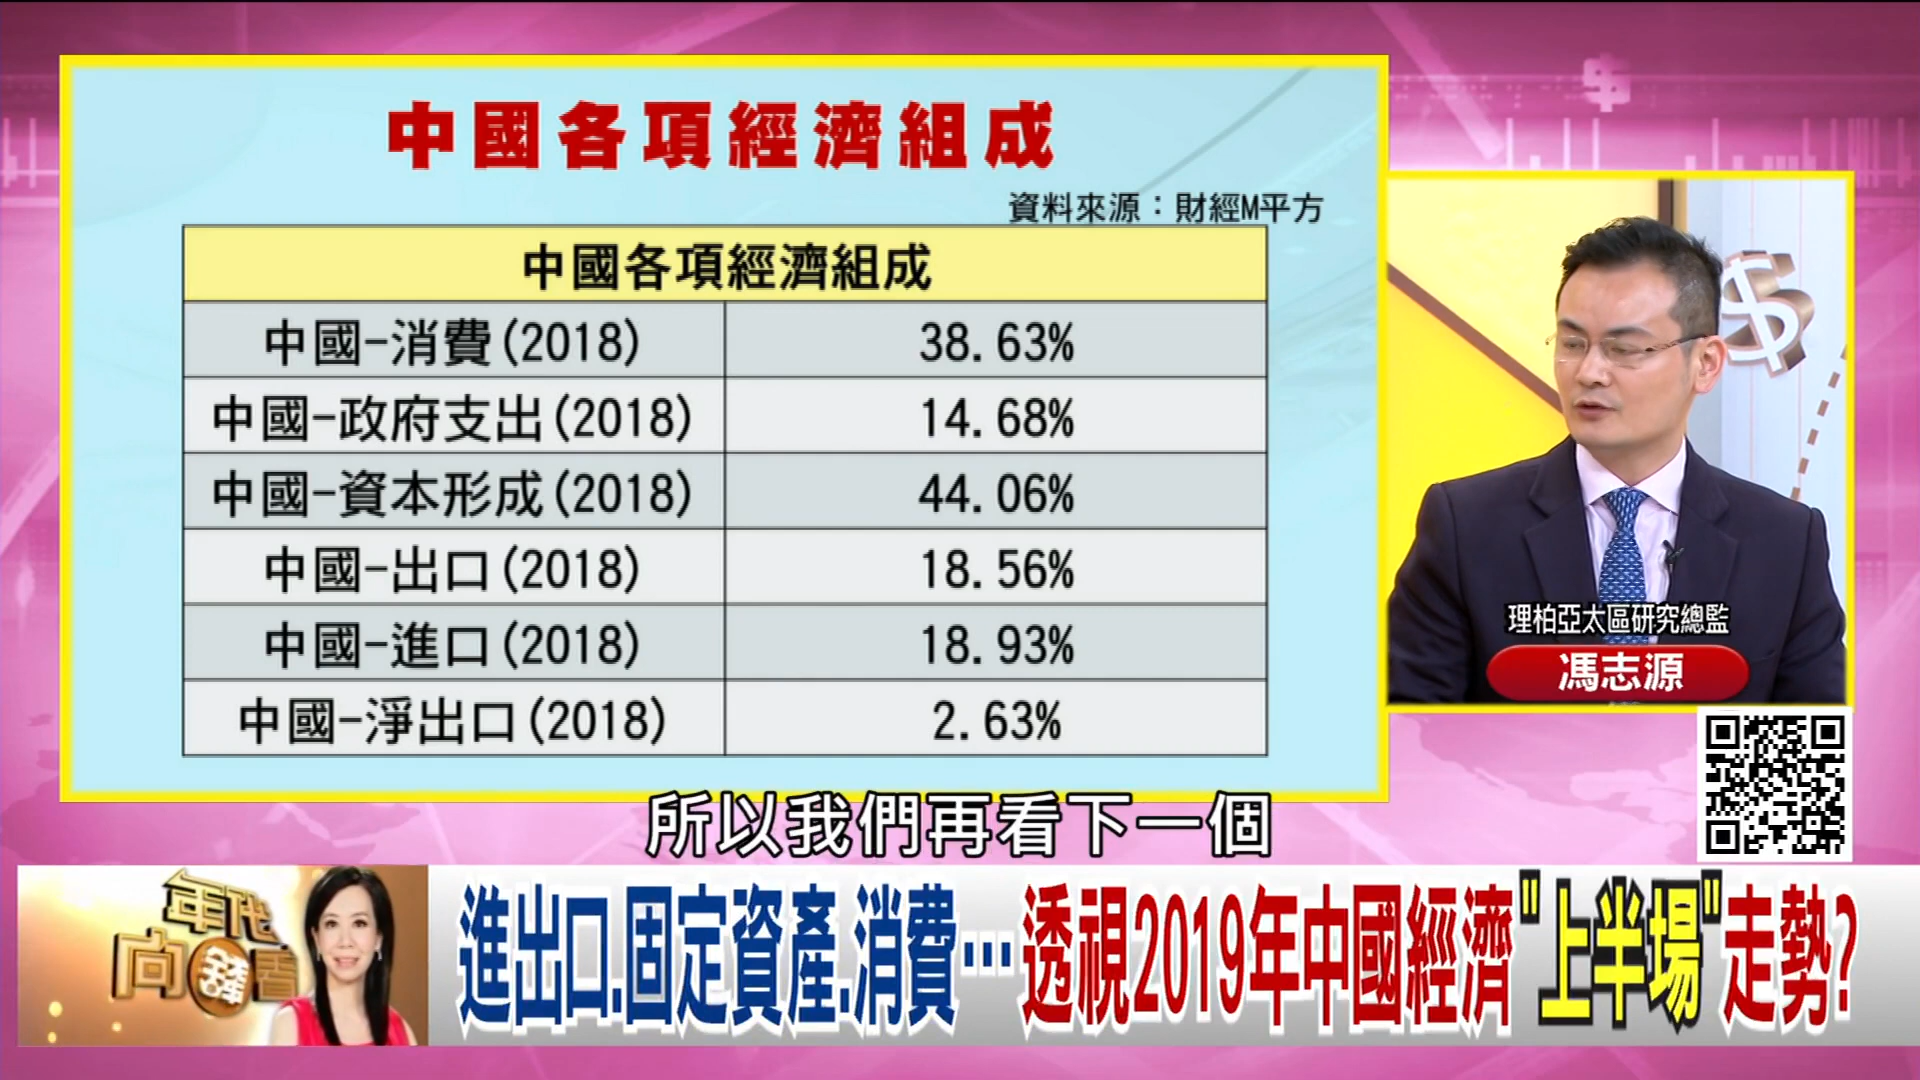 中國各項經濟組成
資料來源：財經M平方
中國各項經濟組成
中國-消費(2018) 38.63%
中國-政府支出(2018) 14.68%
中國-資本形成(2018) 44.06%
中國-出口(2018) 18.56%
中國-進口(2018) 18.93%
中國-淨出口(2018) 2.63%
理柏亞太區研究總監
馮志源
所以我們再看下一個
年代向錢看
進出口.固定資產.消費…透視2019年中國經濟"上半場"走勢?